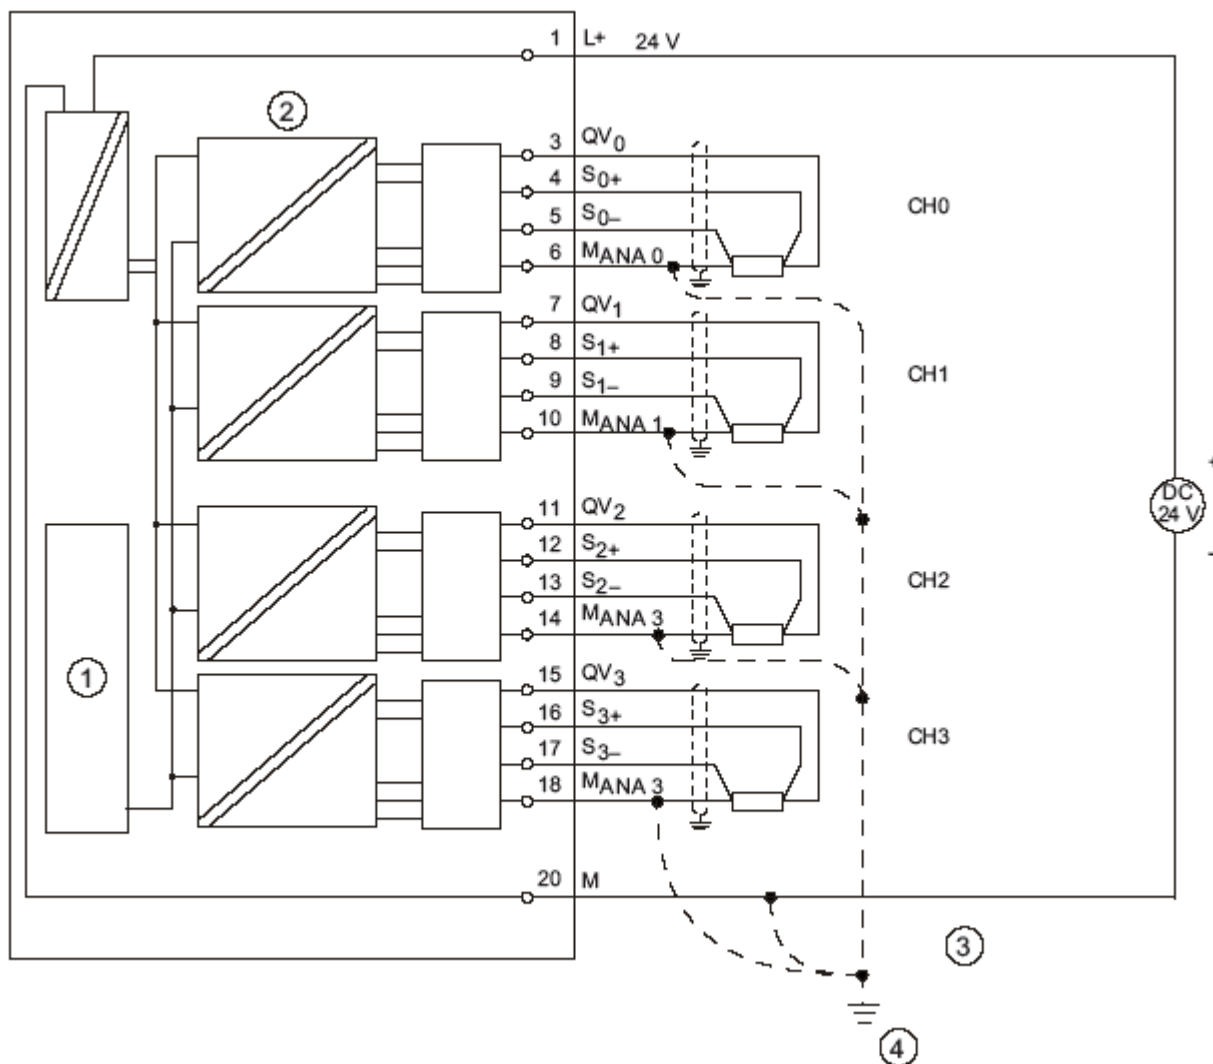 1 L+ 24 V
2
3 QV0
4 S0+
5 S0–
6 MANA 0
CH0
7 QV1
8 S1+
9 S1–
10 MANA 1
CH1
+
DC
24 V
-
11 QV2
12 S2+
13 S2–
14 MANA 3
CH2
1
15 QV3
16 S3+
17 S3–
18 MANA 3
CH3
20 M
3
4